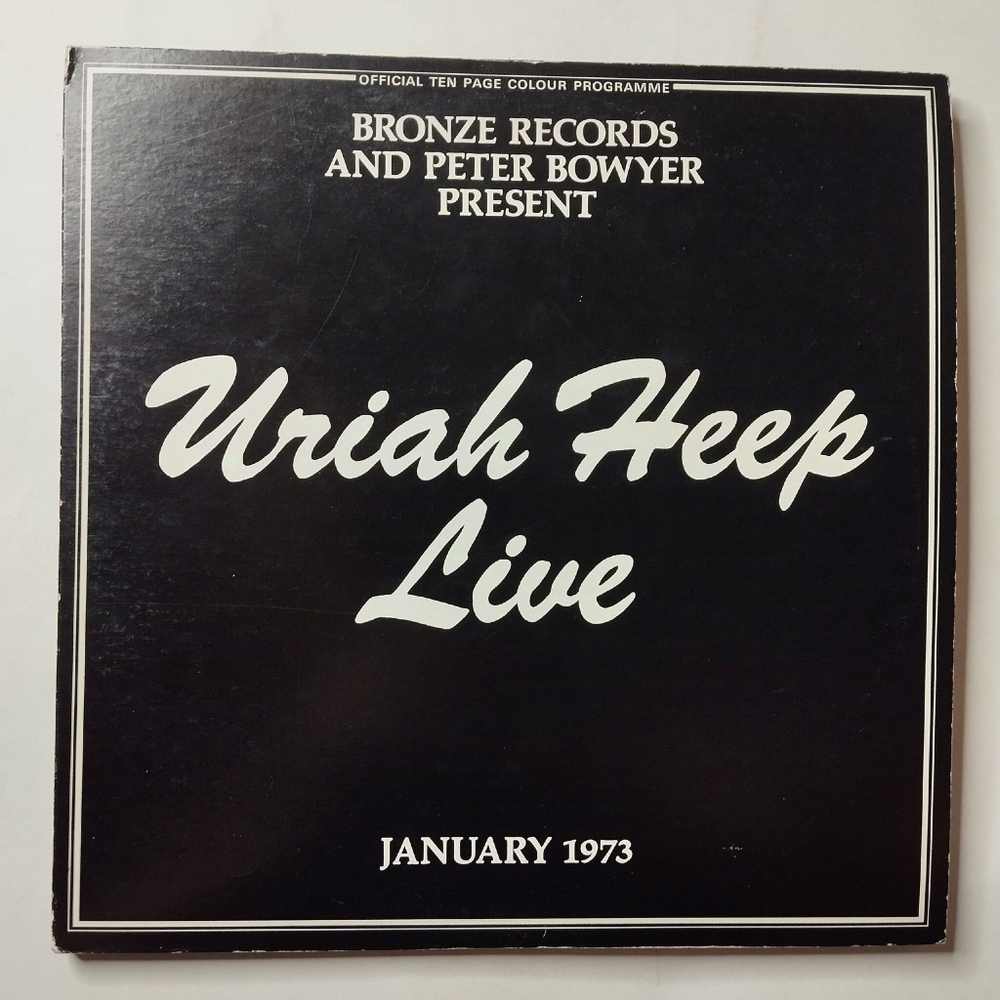 OFFICIAL TEN PAGE COLOUR PROGRAMME
BRONZE RECORDS
AND PETER BOWYER
PRESENT
Uriah Heep
Live
JANUARY 1973